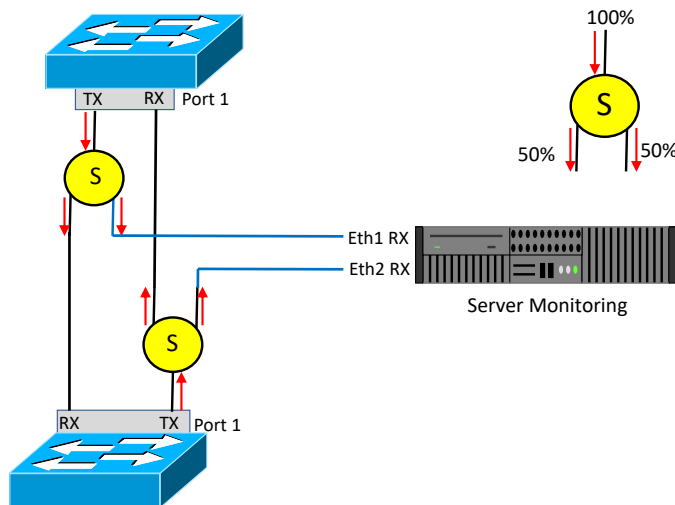 100%
TX RX Port 1
S
50% 50%
S
Eth1 RX
Eth2 RX
Server Monitoring
S
RX TX Port 1